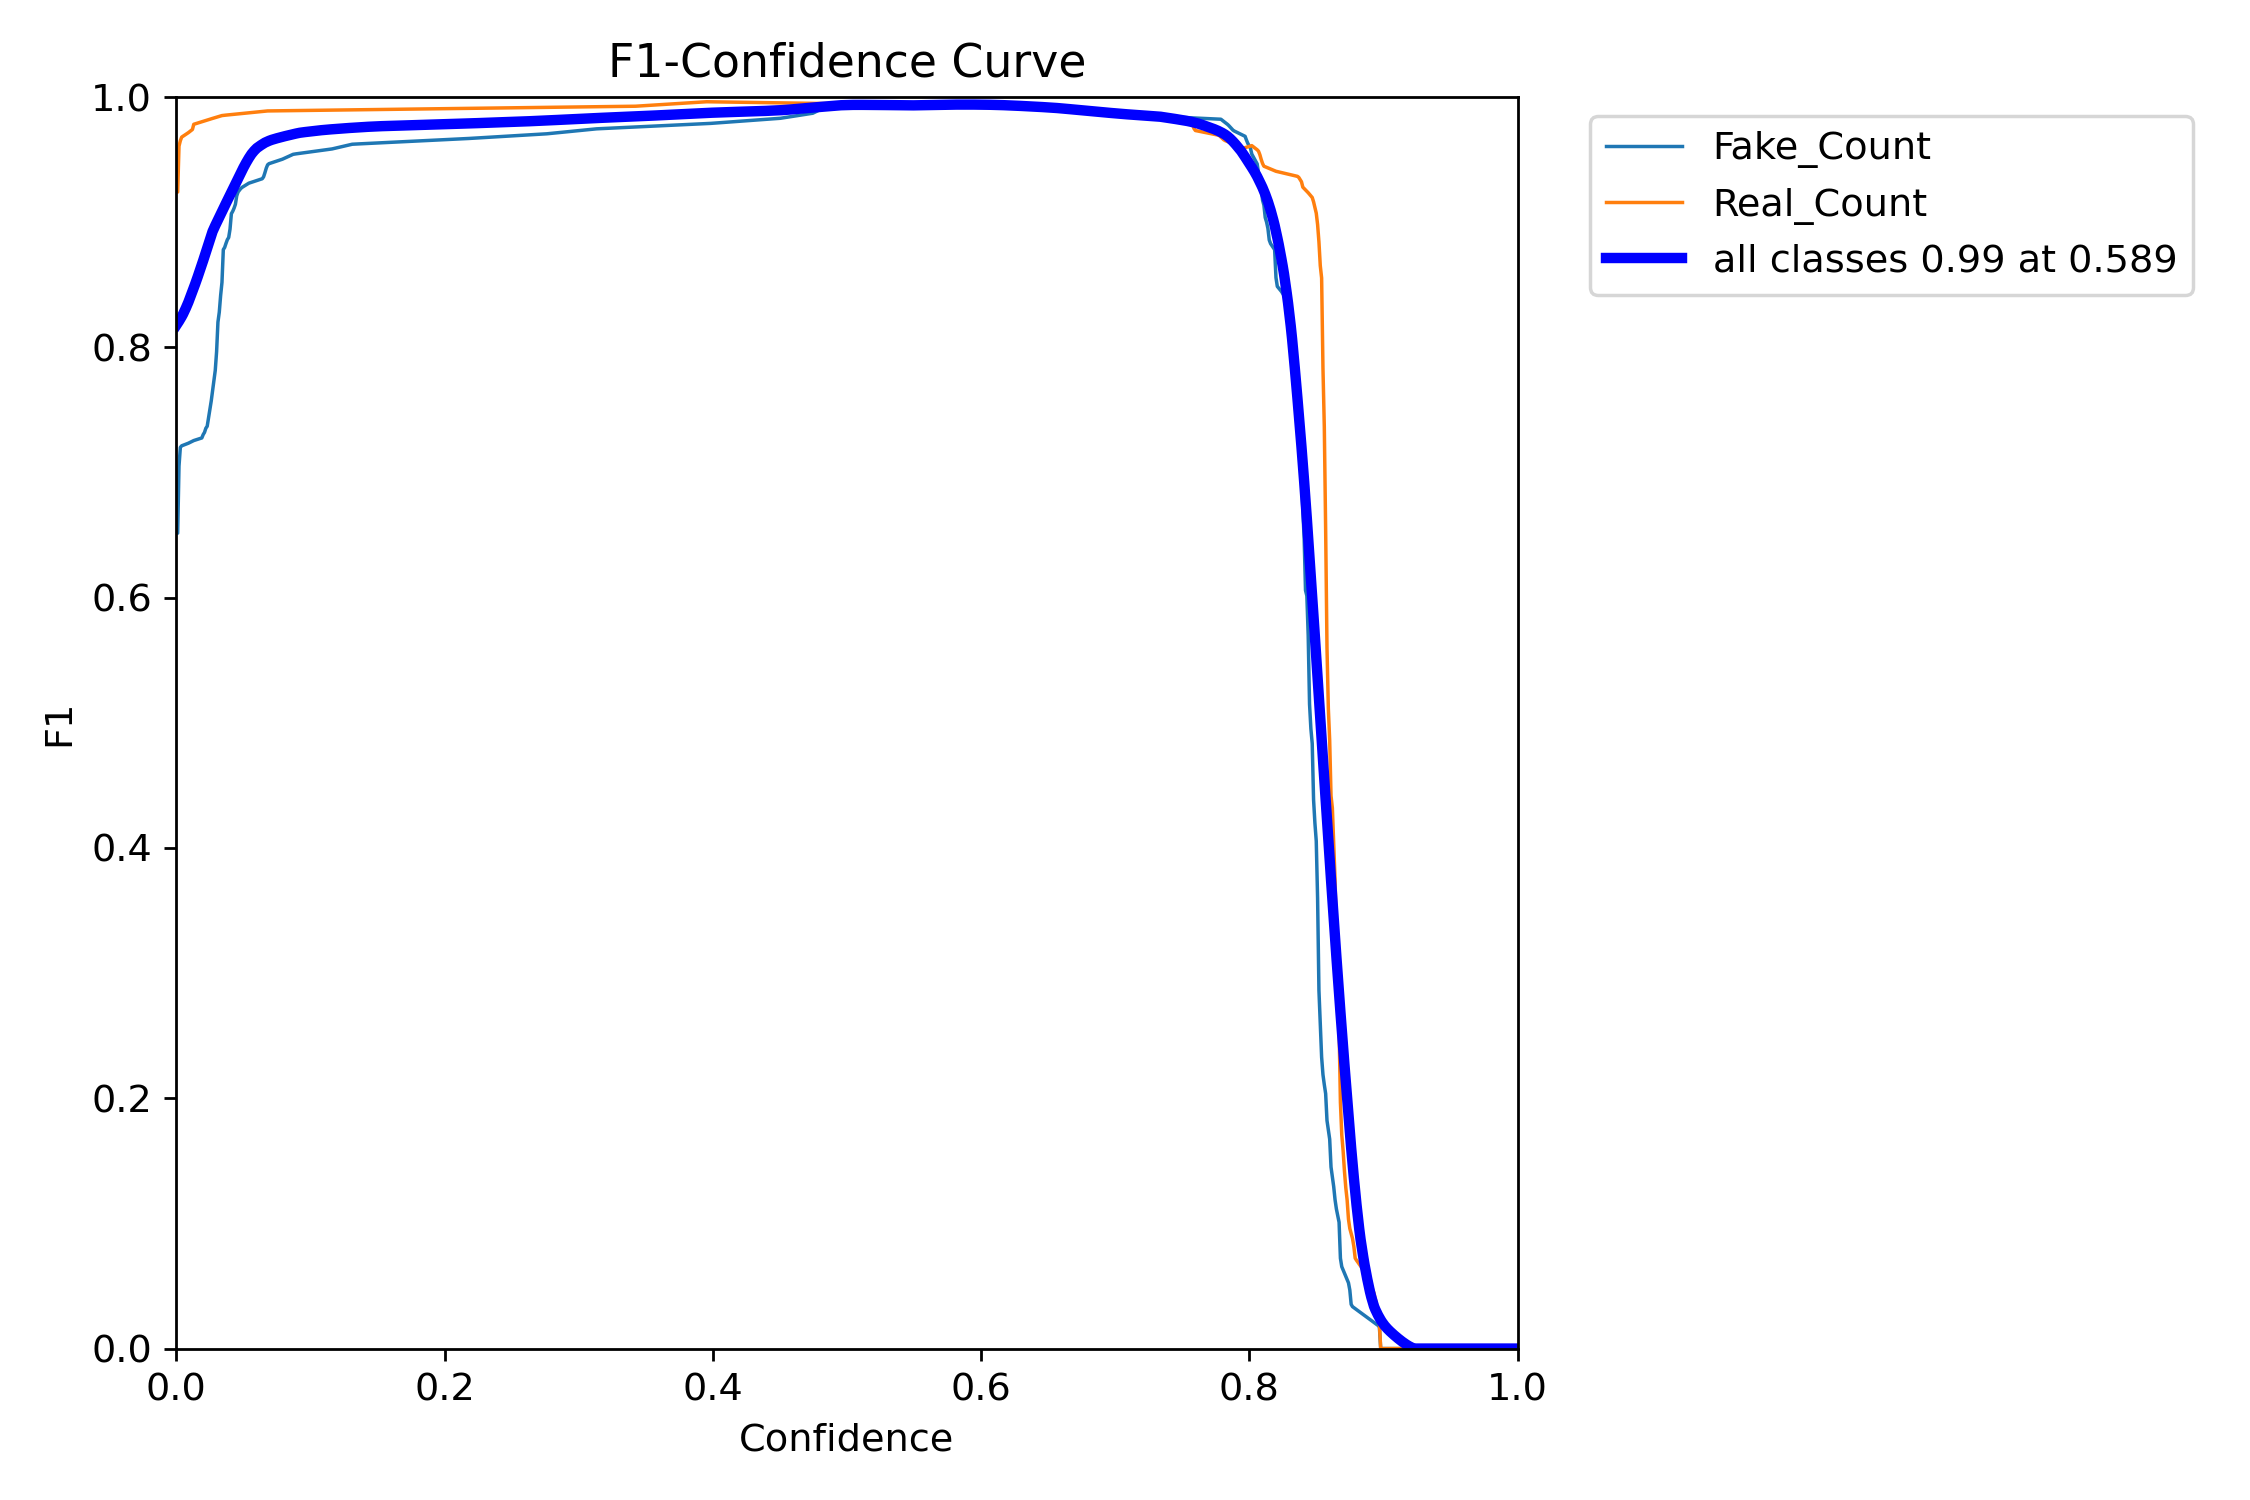 F1-Confidence Curve
1.0
0.8
0.6
0.4
0.2
0.0
F1
0.0 0.2 0.4 0.6 0.8 1.0
Confidence
Fake_Count
Real_Count
all classes 0.99 at 0.589